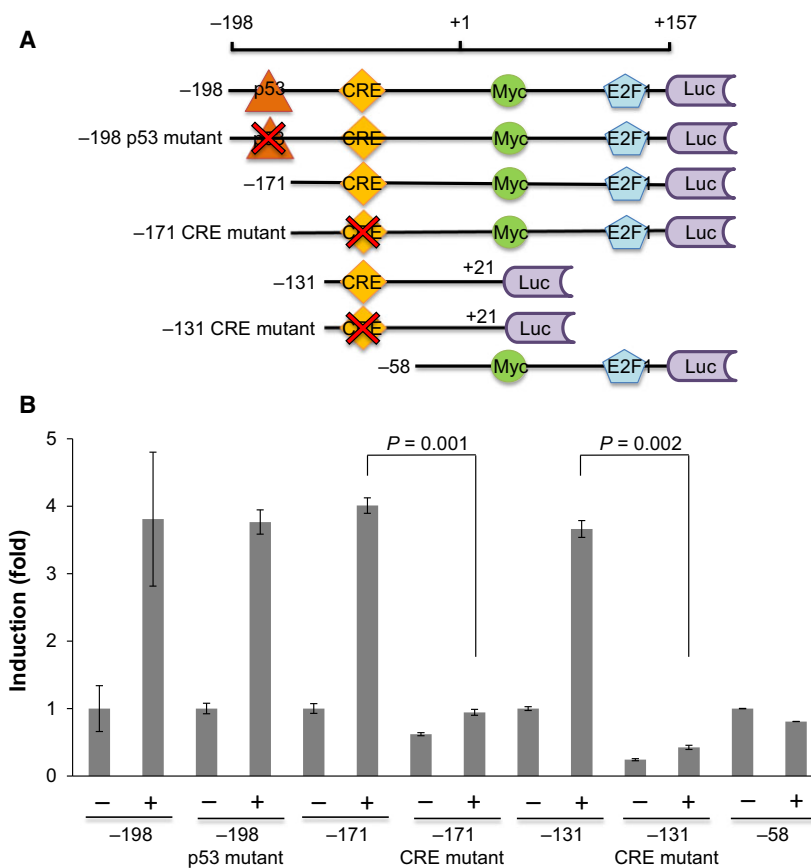 A
–198 +1 +157
–198 p53 CRE Myc E2F1 Luc
–198 p53 mutant p53 CRE Myc E2F1 Luc
–171 CRE Myc E2F1 Luc
–171 CRE mutant CRE Myc E2F1 Luc
–131 CRE +21 Luc
–131 CRE mutant CRE +21 Luc
–58 Myc E2F1 Luc
B
Induction (fold)
5
4
3
2
1
0
P = 0.001
P = 0.002
– + – + – + – + – + – + – +
–198 –198 –171 –171 –131 –131 –58
p53 mutant CRE mutant CRE mutant